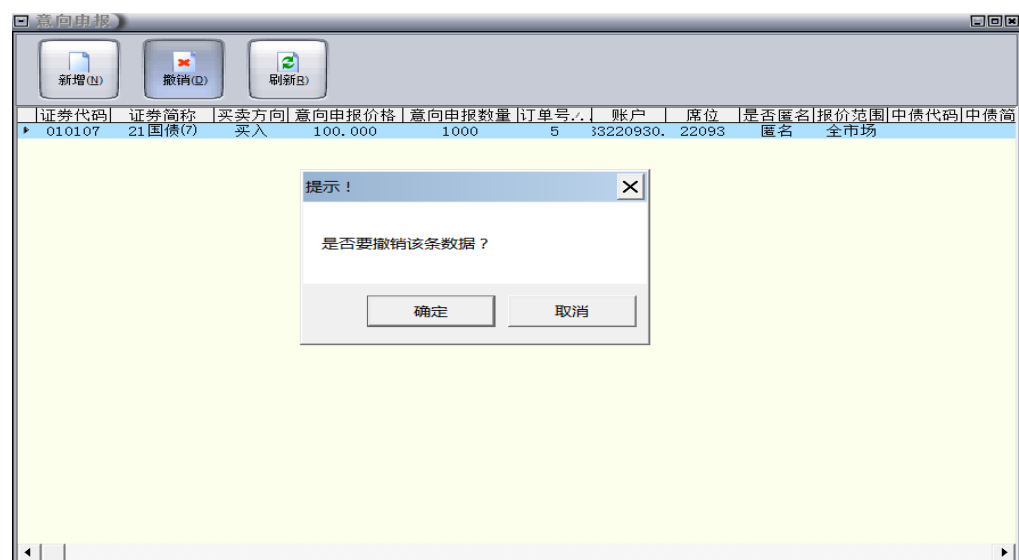 意向申报
新增(N) 撤销(D) 刷新(R)
证券代码 证券简称 买卖方向 意向申报价格 意向申报数量 订单号 账户 席位 是否匿名 报价范围 中债代码 中债简
010107 21国债(7) 买入 100.000 1000 5 33220930. 22093 匿名 全市场
提示！
是否要撤销该条数据？
确定 取消